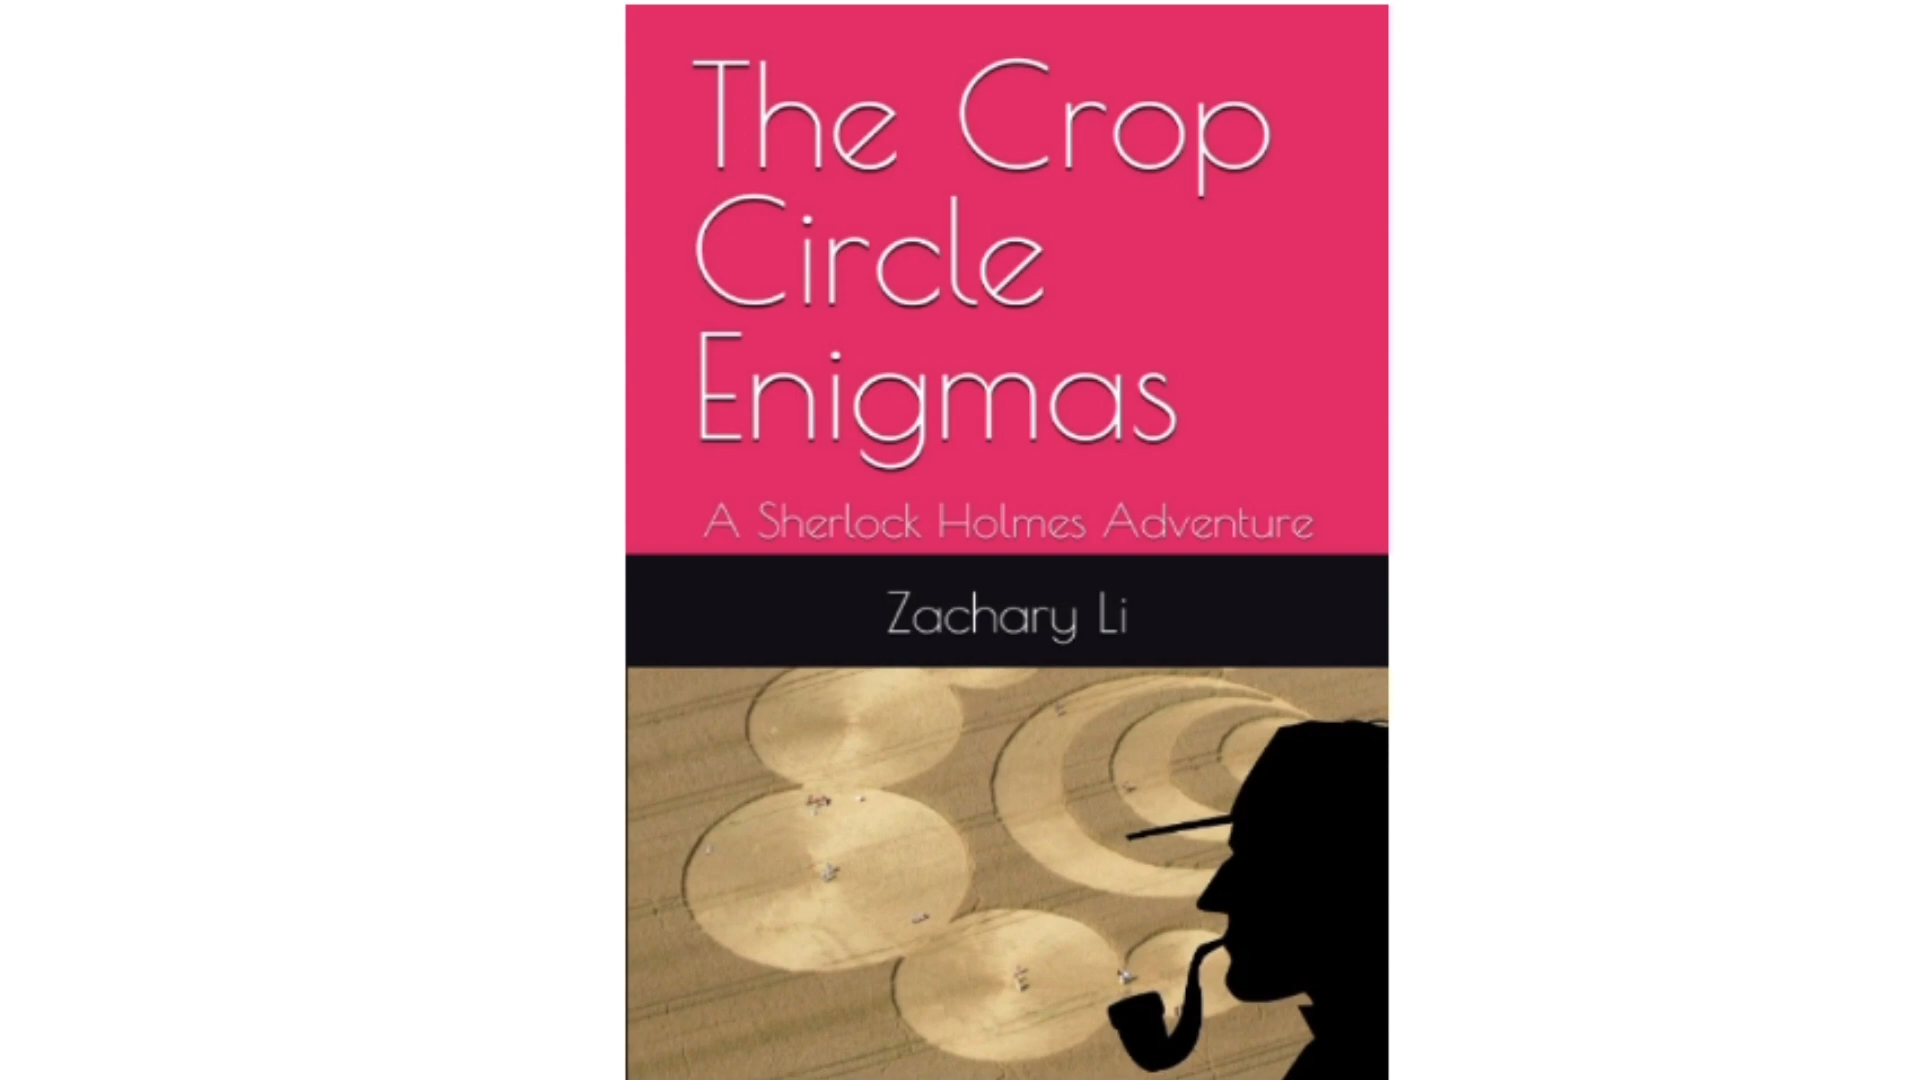 The Crop
Circle
Enigmas
A Sherlock Holmes Adventure
Zachary Li